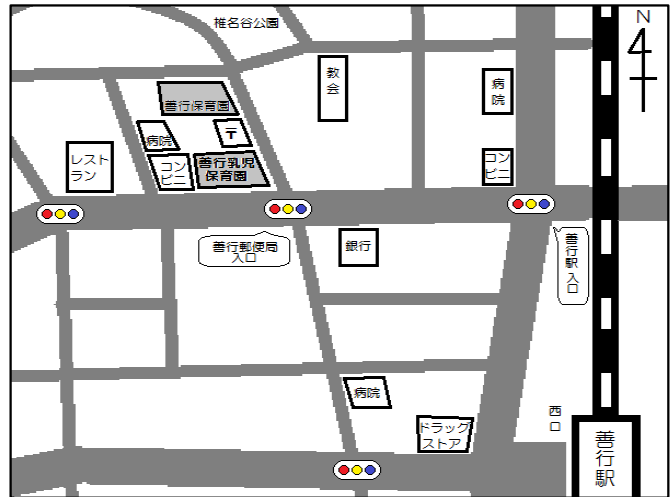 椎名谷公園
N
教会
病院
善行保育園
病院
〒
レスト
ラン
コンビニ
善行乳児
保育園
コンビニ
善行郵便局
入口
銀行
善行駅入口
病院
西口
ドラッグ
ストア
善行駅